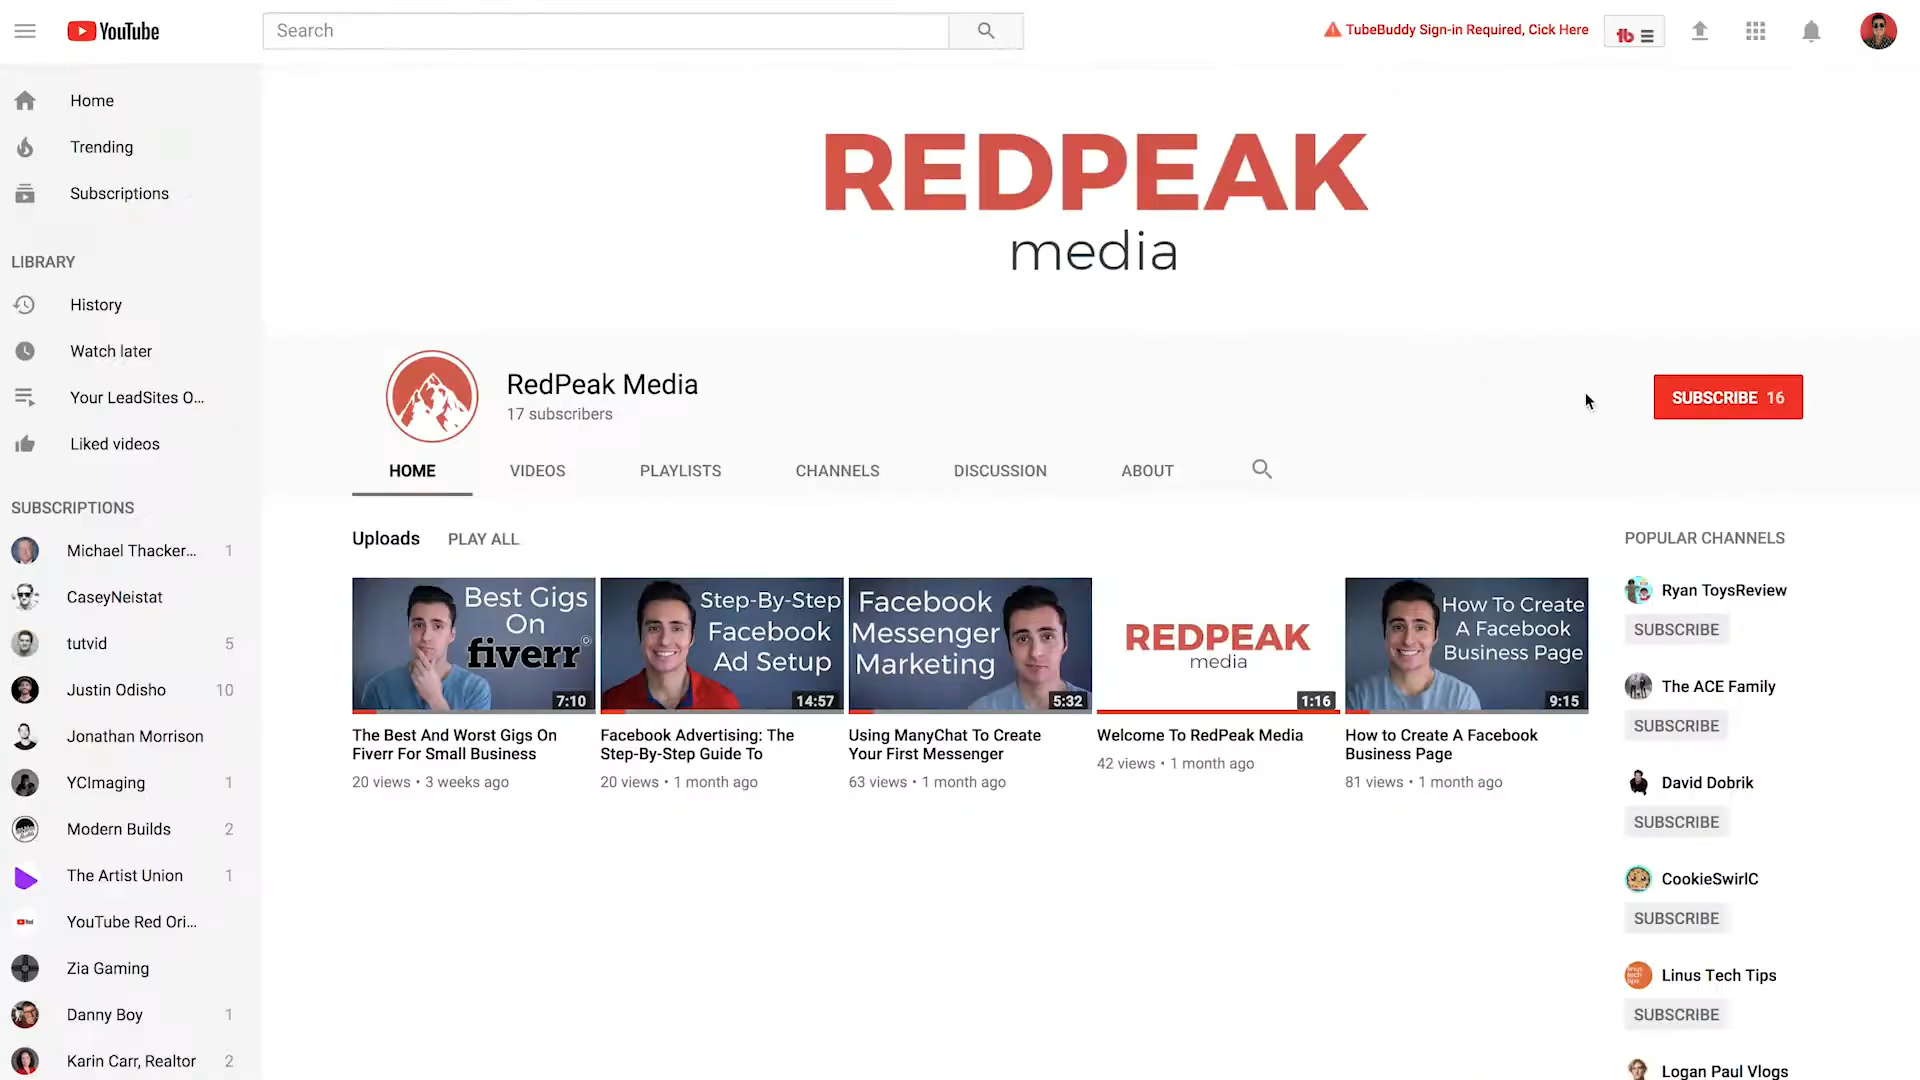 YouTube
Search
TubeBuddy Sign-in Required, Cick Here
tb
Home
Trending
Subscriptions
LIBRARY
History
Watch later
Your LeadSites O...
Liked videos
SUBSCRIPTIONS
Michael Thacker... 1
CaseyNeistat
tutvid 5
Justin Odisho 10
Jonathan Morrison
YCImaging 1
Modern Builds 2
The Artist Union 1
YouTube Red Ori...
Zia Gaming
Danny Boy 1
Karin Carr, Realtor 2
REDPEAK
media
RedPeak Media
17 subscribers
SUBSCRIBE 16
HOME VIDEOS PLAYLISTS CHANNELS DISCUSSION ABOUT
Uploads PLAY ALL
Best Gigs
On
fiverr
7:10
The Best And Worst Gigs On
Fiverr For Small Business
20 views • 3 weeks ago
Step-By-Step
Facebook
Ad Setup
14:57
Facebook Advertising: The
Step-By-Step Guide To
20 views • 1 month ago
Facebook
Messenger
Marketing
5:32
Using ManyChat To Create
Your First Messenger
63 views • 1 month ago
REDPEAK
media
1:16
Welcome To RedPeak Media
42 views • 1 month ago
How To Create
A Facebook
Business Page
9:15
How to Create A Facebook
Business Page
81 views • 1 month ago
POPULAR CHANNELS
Ryan ToysReview
SUBSCRIBE
The ACE Family
SUBSCRIBE
David Dobrik
SUBSCRIBE
CookieSwirlC
SUBSCRIBE
Linus Tech Tips
SUBSCRIBE
Logan Paul Vlogs